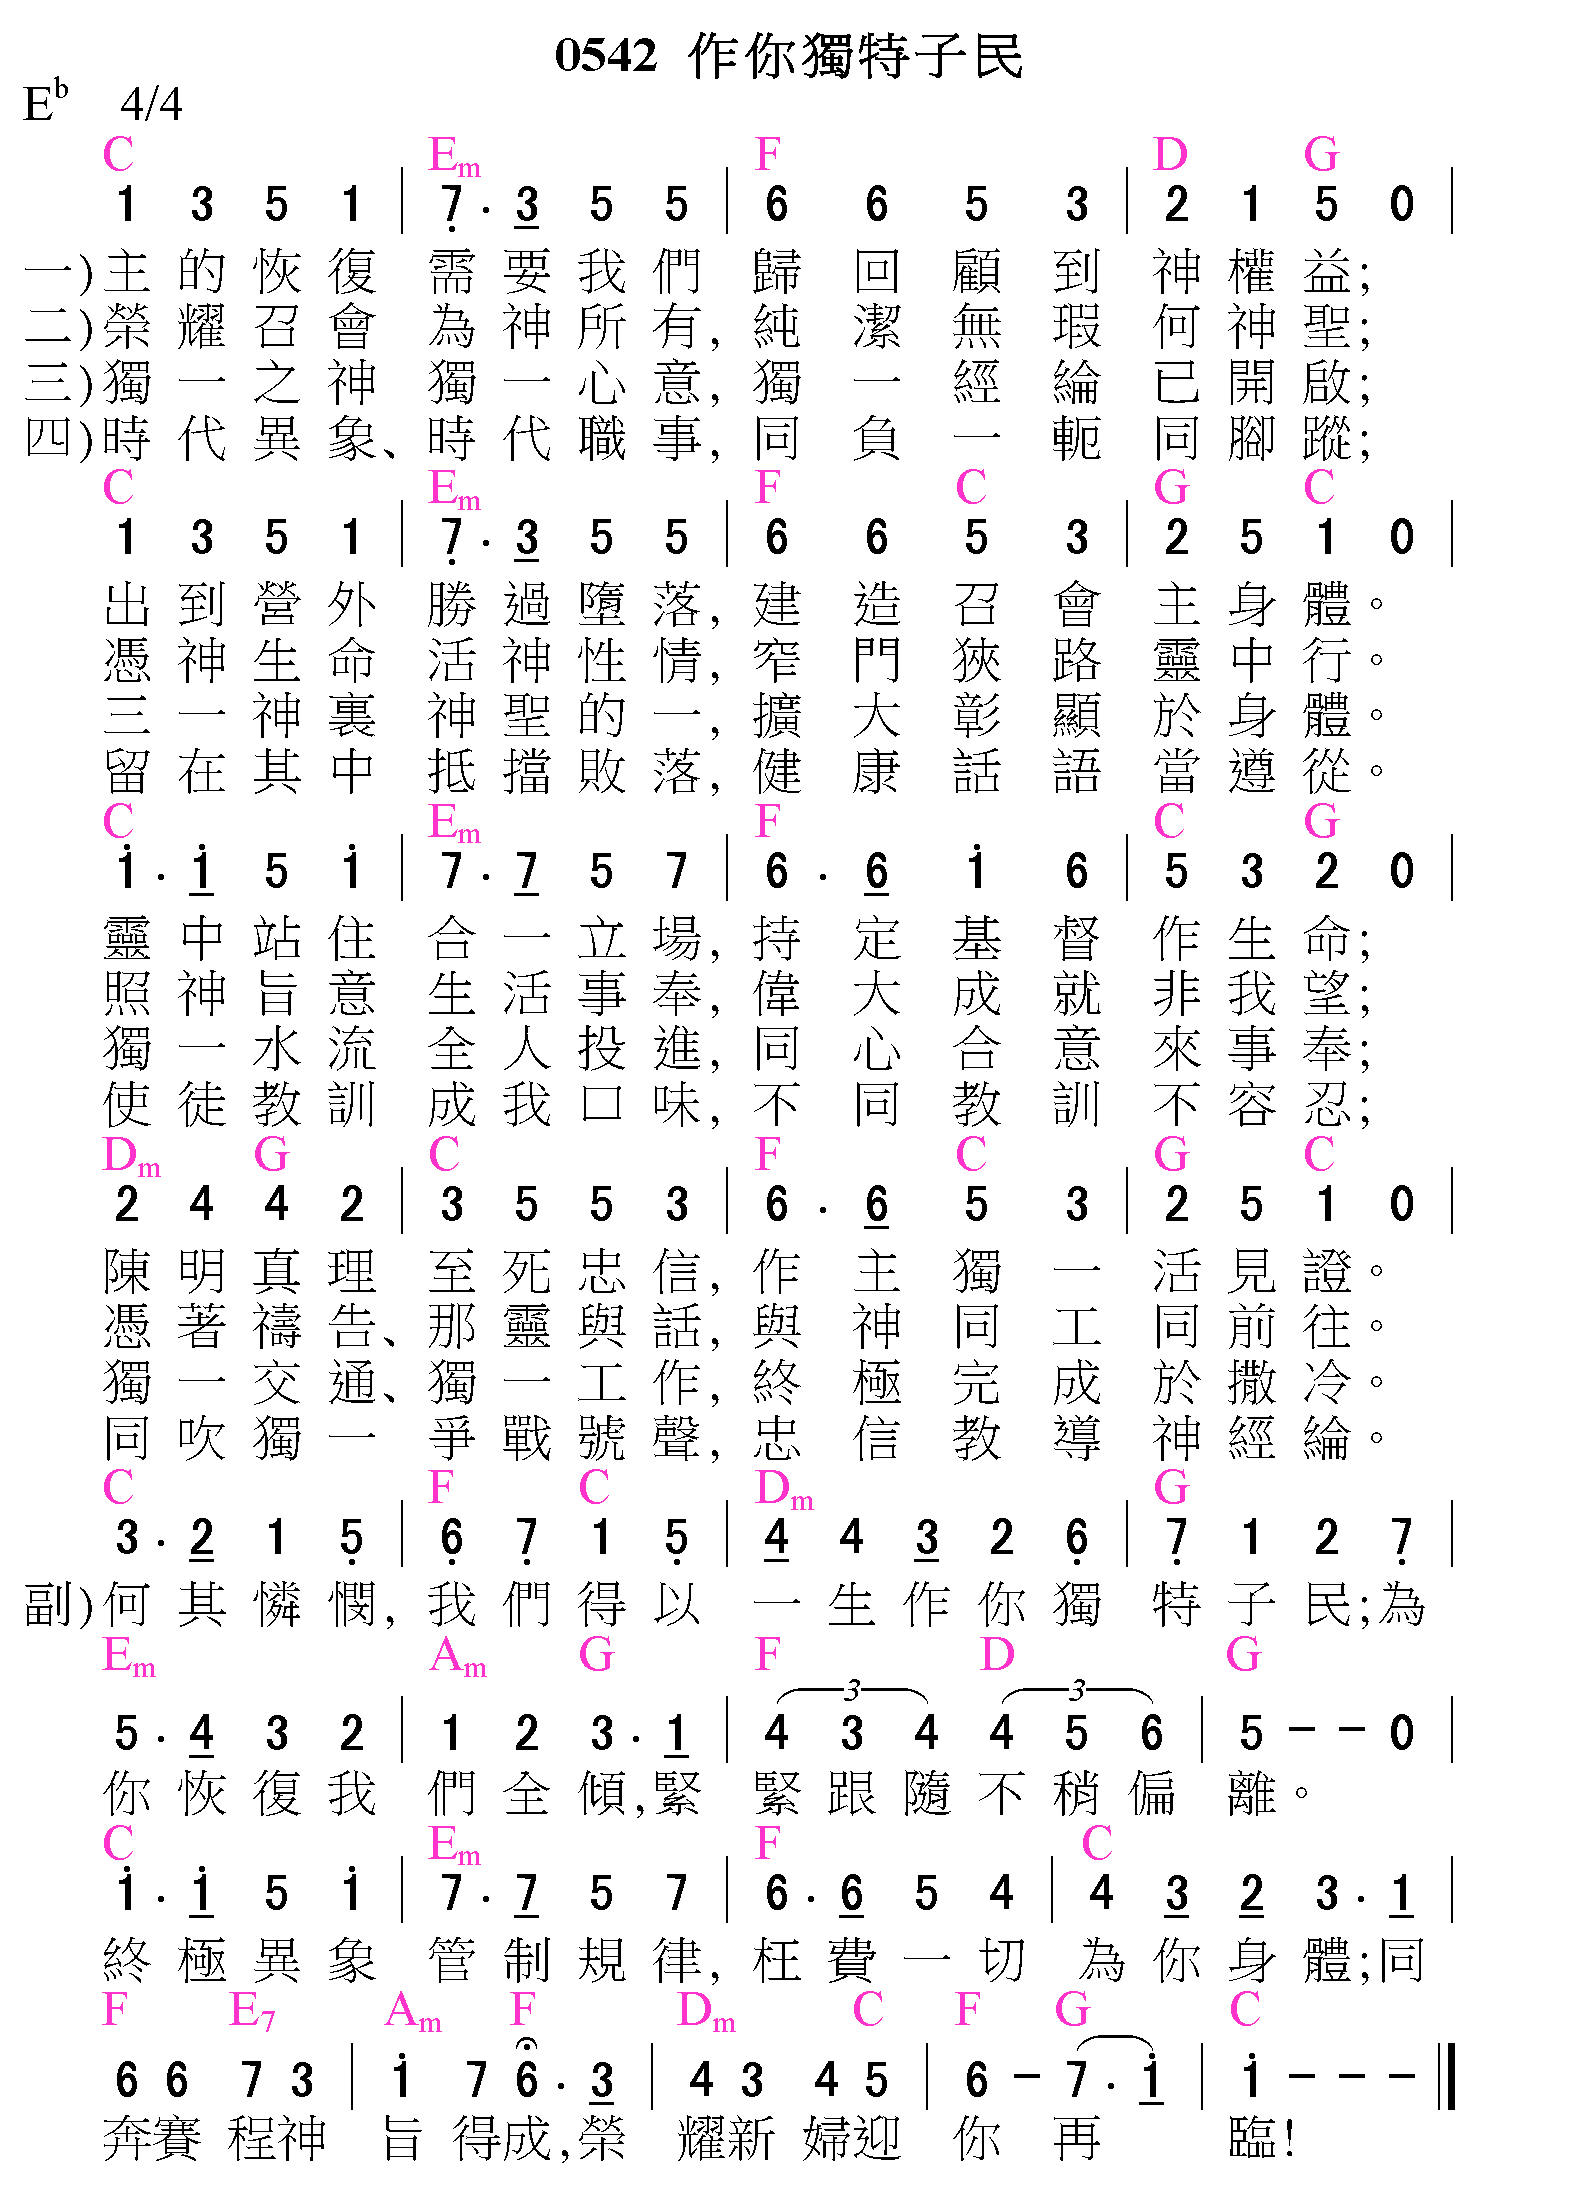 0542 作你獨特子民
E♭ 4/4
C Em F D G
1 3 5 1 | 7̣ . 3̲ 5 5 | 6 6 5 3 | 2 1 5 0 |
一)主的恢復 需要我們 歸回顧到 神權益;
二)榮耀召會 為神所有, 純潔無瑕 何神聖;
三)獨一之神 獨一心意, 獨一經綸 已開啟;
四)時代異象、時代職事, 同負一軛 同腳蹤;
C Em F C G C
1 3 5 1 | 7̣ . 3̲ 5 5 | 6 6 5 3 | 2 5 1 0 |
出到營外 勝過墮落, 建造召會 主身體。
憑神生命 活神性情, 窄門狹路 靈中行。
三一神裏 神聖的一, 擴大彰顯 於身體。
留在其中 抵擋敗落, 健康話語 當遵從。
C Em F C G
1̇ . 1̲̇ 5 1̇ | 7 . 7̲ 5 7 | 6 . 6̲ 1̇ 6 | 5 3 2 0 |
靈中站住 合一立場, 持定基督 作生命;
照神旨意 生活事奉, 偉大成就 非我望;
獨一水流 全人投進, 同心合意 來事奉;
使徒教訓 成我口味, 不同教訓 不容忍;
Dm G C F C G C
2 4 4 2 | 3 5 5 3 | 6 . 6̲ 5 3 | 2 5 1 0 |
陳明真理 至死忠信, 作主獨一 活見證。
憑著禱告、那靈與話, 與神同工 同前往。
獨一交通、獨一工作, 終極完成 於撒冷。
同吹獨一 爭戰號聲, 忠信教導 神經綸。
C F C Dm G
3 . 2̲ 1 5̣ | 6̣ 7̣ 1 5̣ | 4̲ 4 3̲ 2 6̣ | 7̣ 1 2 7̣ |
副)何其憐憫, 我們得以 一生作你獨 特子民;為
Em Am G F D G
5 . 4̲ 3 2 | 1 2 3 . 1̲ | 3 4 3 4 3 4 5 6 | 5 - - 0 |
你恢復我 們全傾,緊 緊跟隨不稍偏 離。
C Em F C
1̇ . 1̲̇ 5 1̇ | 7 . 7̲ 5 7 | 6 . 6̲ 5 4 | 4 3̲ 2̲ 3 . 1̲ |
終極異象 管制規律, 枉費一切 為你身體;同
F E7 Am F Dm C F G C
6 6 7 3 | 1̇ 7 6 . 3̲ | 4 3 4 5 | 6 - 7 . 1̲̇ | 1̇ - - - ‖
奔賽程神 旨得成,榮 耀新婦迎 你再 臨!